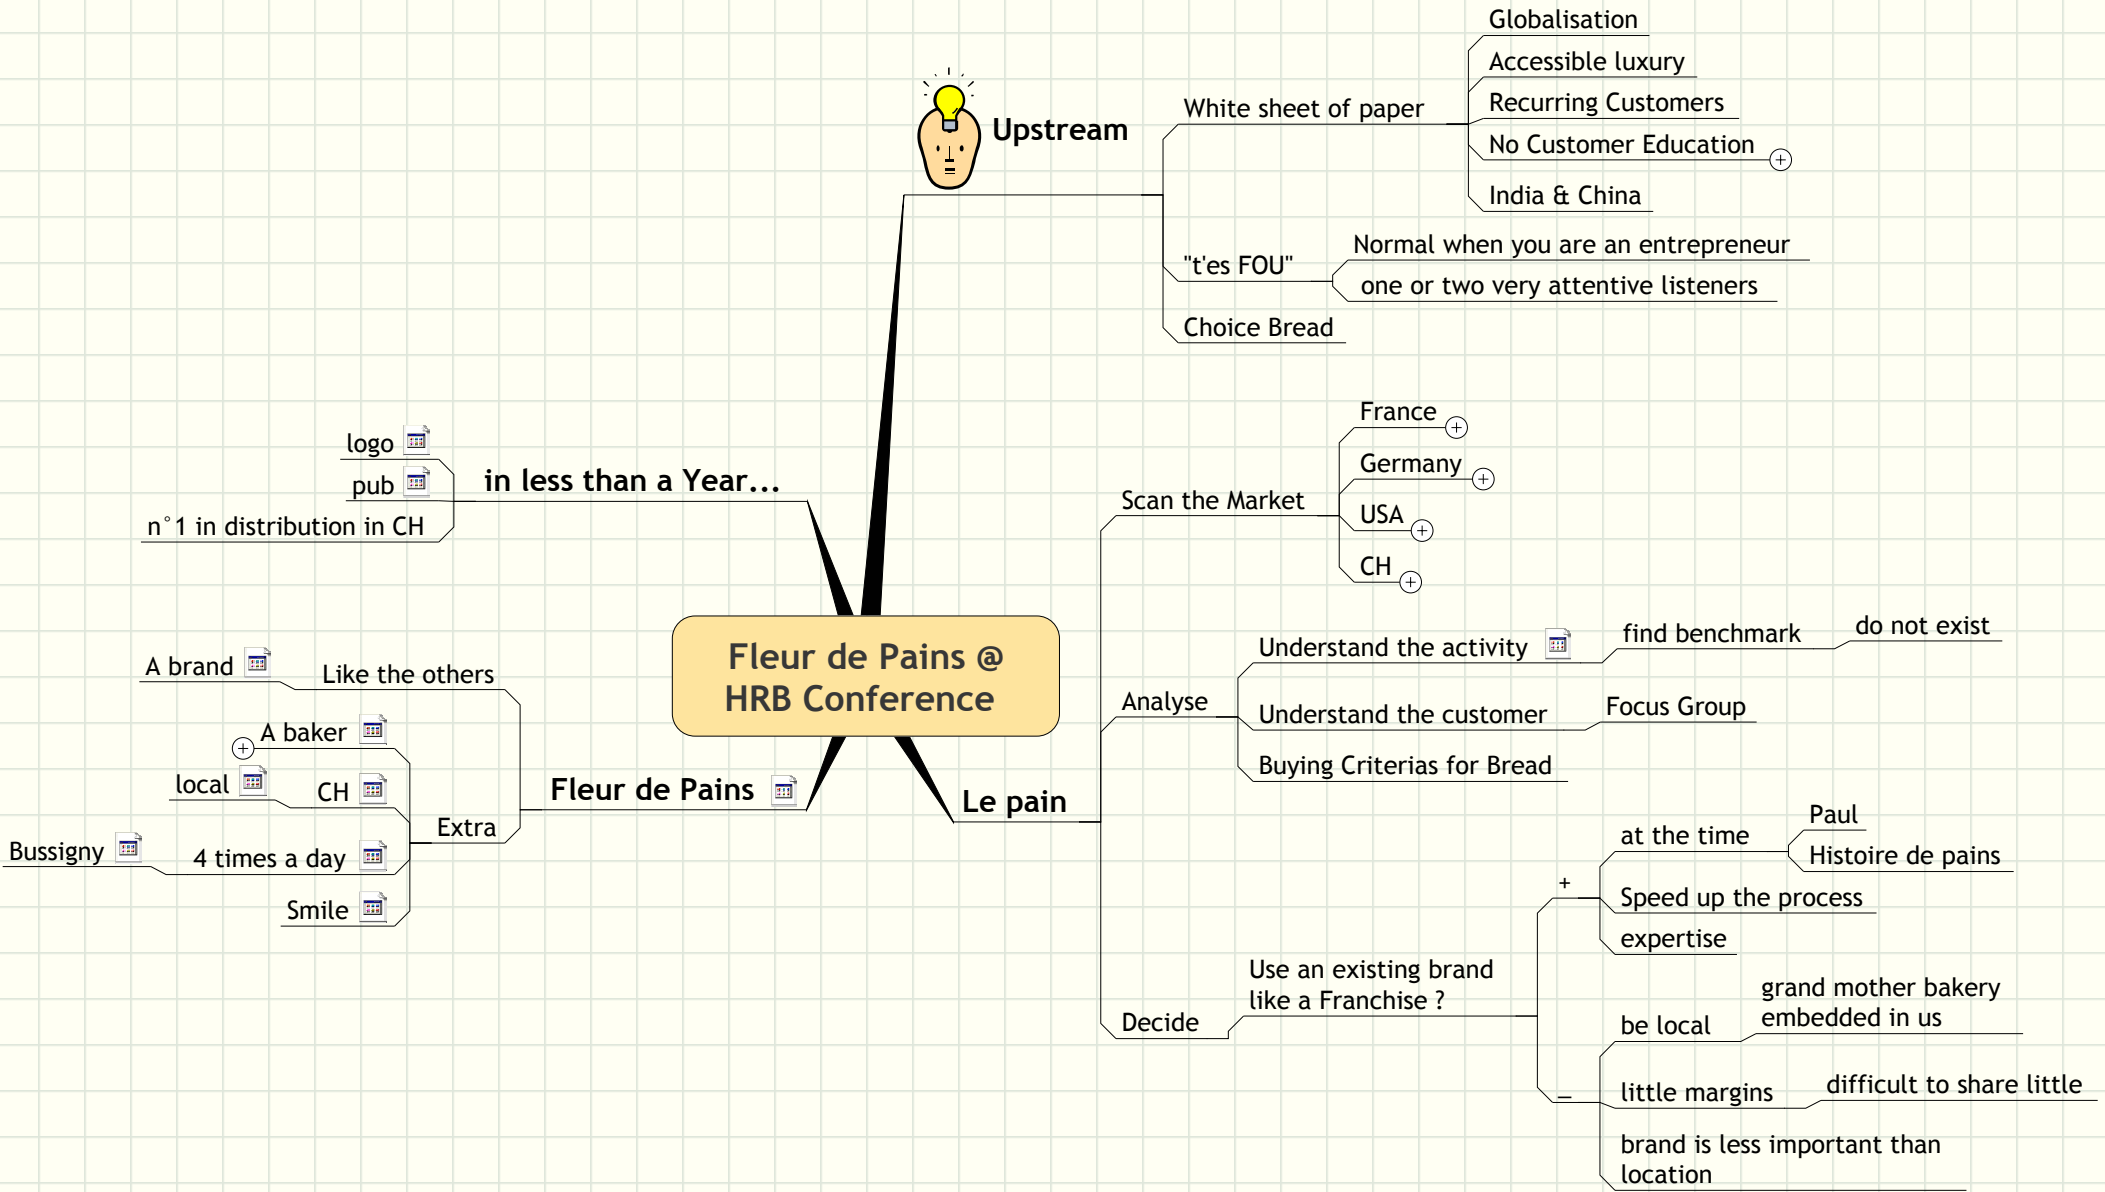 Fleur de Pains @
HRB Conference
Upstream
White sheet of paper
Globalisation
Accessible luxury
Recurring Customers
No Customer Education
India & China
"t'es FOU"
Normal when you are an entrepreneur
one or two very attentive listeners
Choice Bread
Le pain
Scan the Market
France
Germany
USA
CH
Analyse
Understand the activity
find benchmark
do not exist
Understand the customer
Focus Group
Buying Criterias for Bread
Decide
Use an existing brand
like a Franchise ?
+
at the time
Paul
Histoire de pains
Speed up the process
expertise
–
be local
grand mother bakery
embedded in us
little margins
difficult to share little
brand is less important than
location
Fleur de Pains
Like the others
A brand
Extra
A baker
CH
local
4 times a day
Bussigny
Smile
in less than a Year...
logo
pub
n°1 in distribution in CH